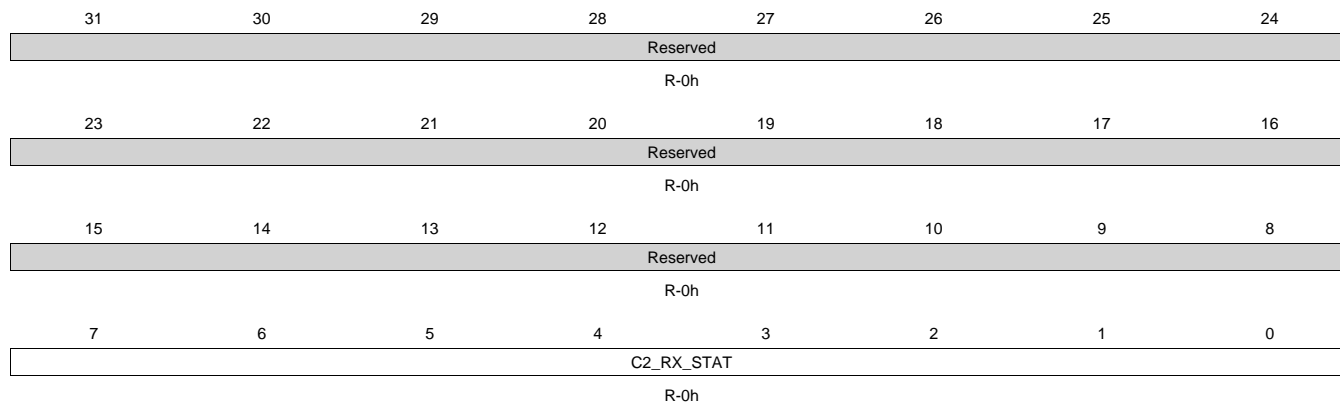 31 30 29 28 27 26 25 24
Reserved
R-0h
23 22 21 20 19 18 17 16
Reserved
R-0h
15 14 13 12 11 10 9 8
Reserved
R-0h
7 6 5 4 3 2 1 0
C2_RX_STAT
R-0h